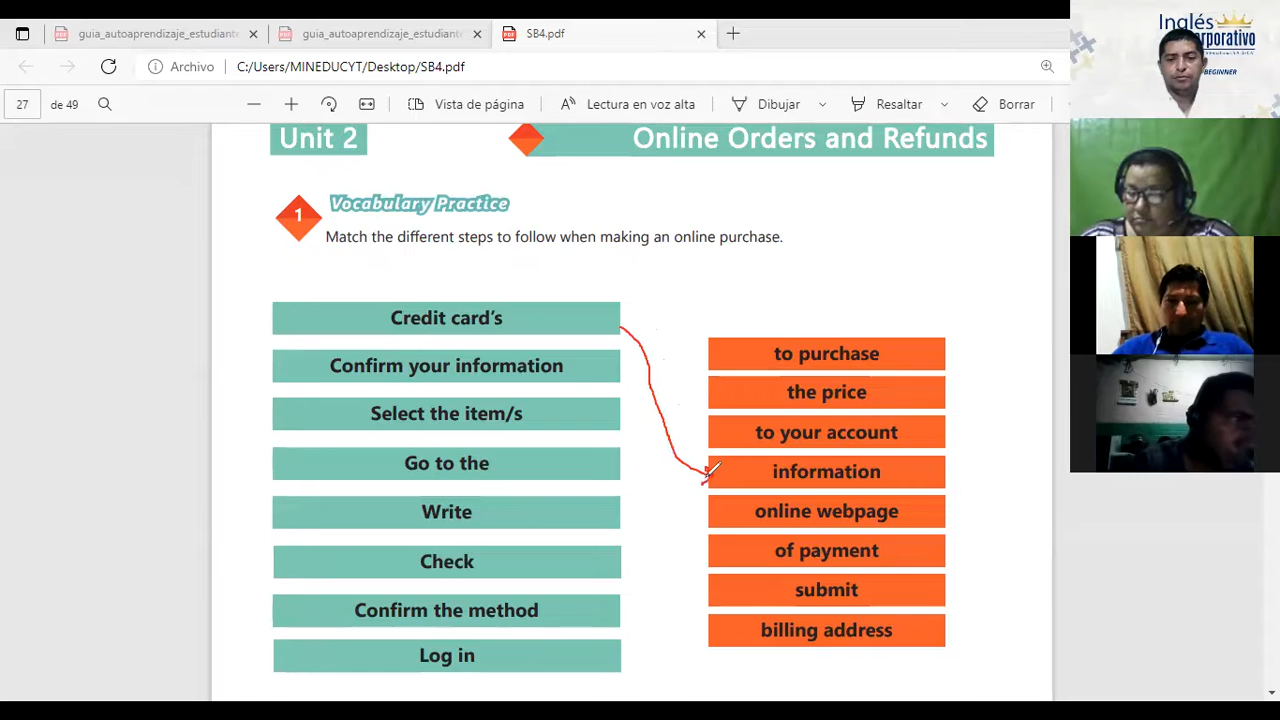 guia_autoaprendizaje_estudiante
guia_autoaprendizaje_estudiante
SB4.pdf
Archivo
C:/Users/MINEDUCYT/Desktop/SB4.pdf
27
de 49
Vista de página
Lectura en voz alta
Dibujar
Resaltar
Borrar
Unit 2
Online Orders and Refunds
1
Vocabulary Practice
Match the different steps to follow when making an online purchase.
Credit card's
Confirm your information
Select the item/s
Go to the
Write
Check
Confirm the method
Log in
to purchase
the price
to your account
information
online webpage
of payment
submit
billing address
Inglés
BEGINNER